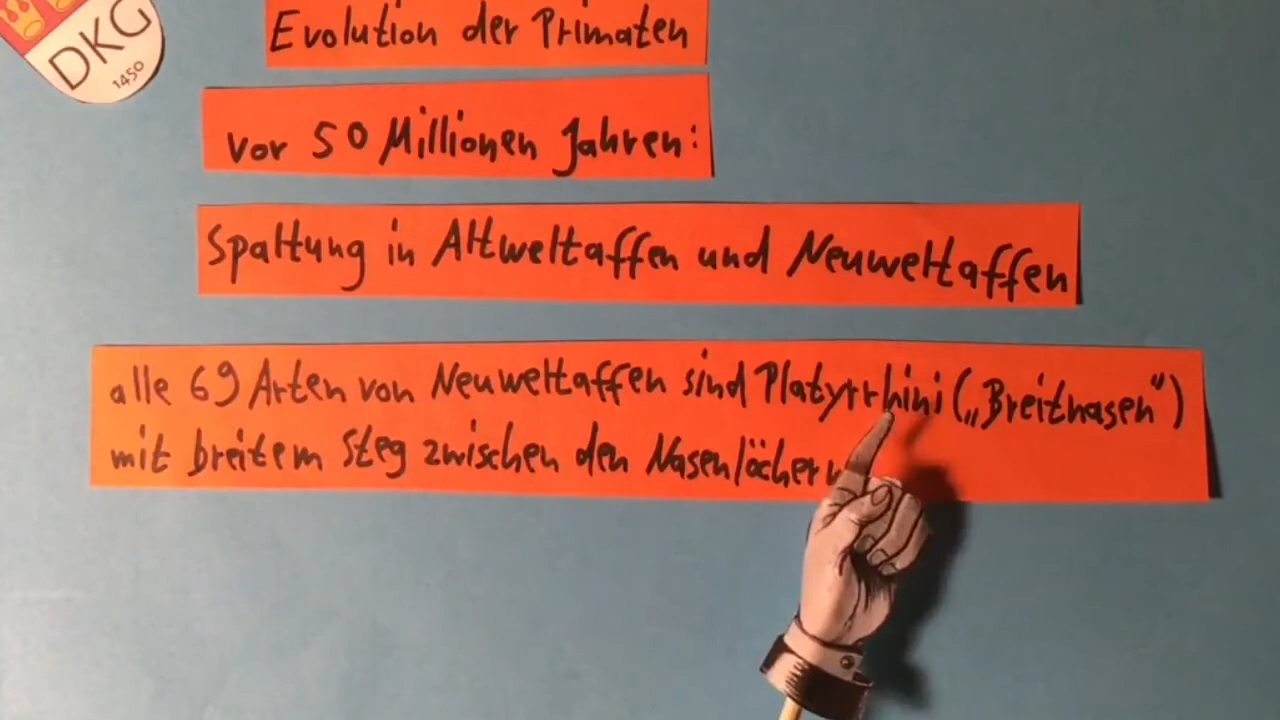 DKG
1450
Evolution der Primaten
vor 50 Millionen Jahren:
Spaltung in Altweltaffen und Neuweltaffen
alle 69 Arten von Neuweltaffen sind Platyrrhini („Breitnasen“)
mit breitem Steg zwischen den Nasenlöchern